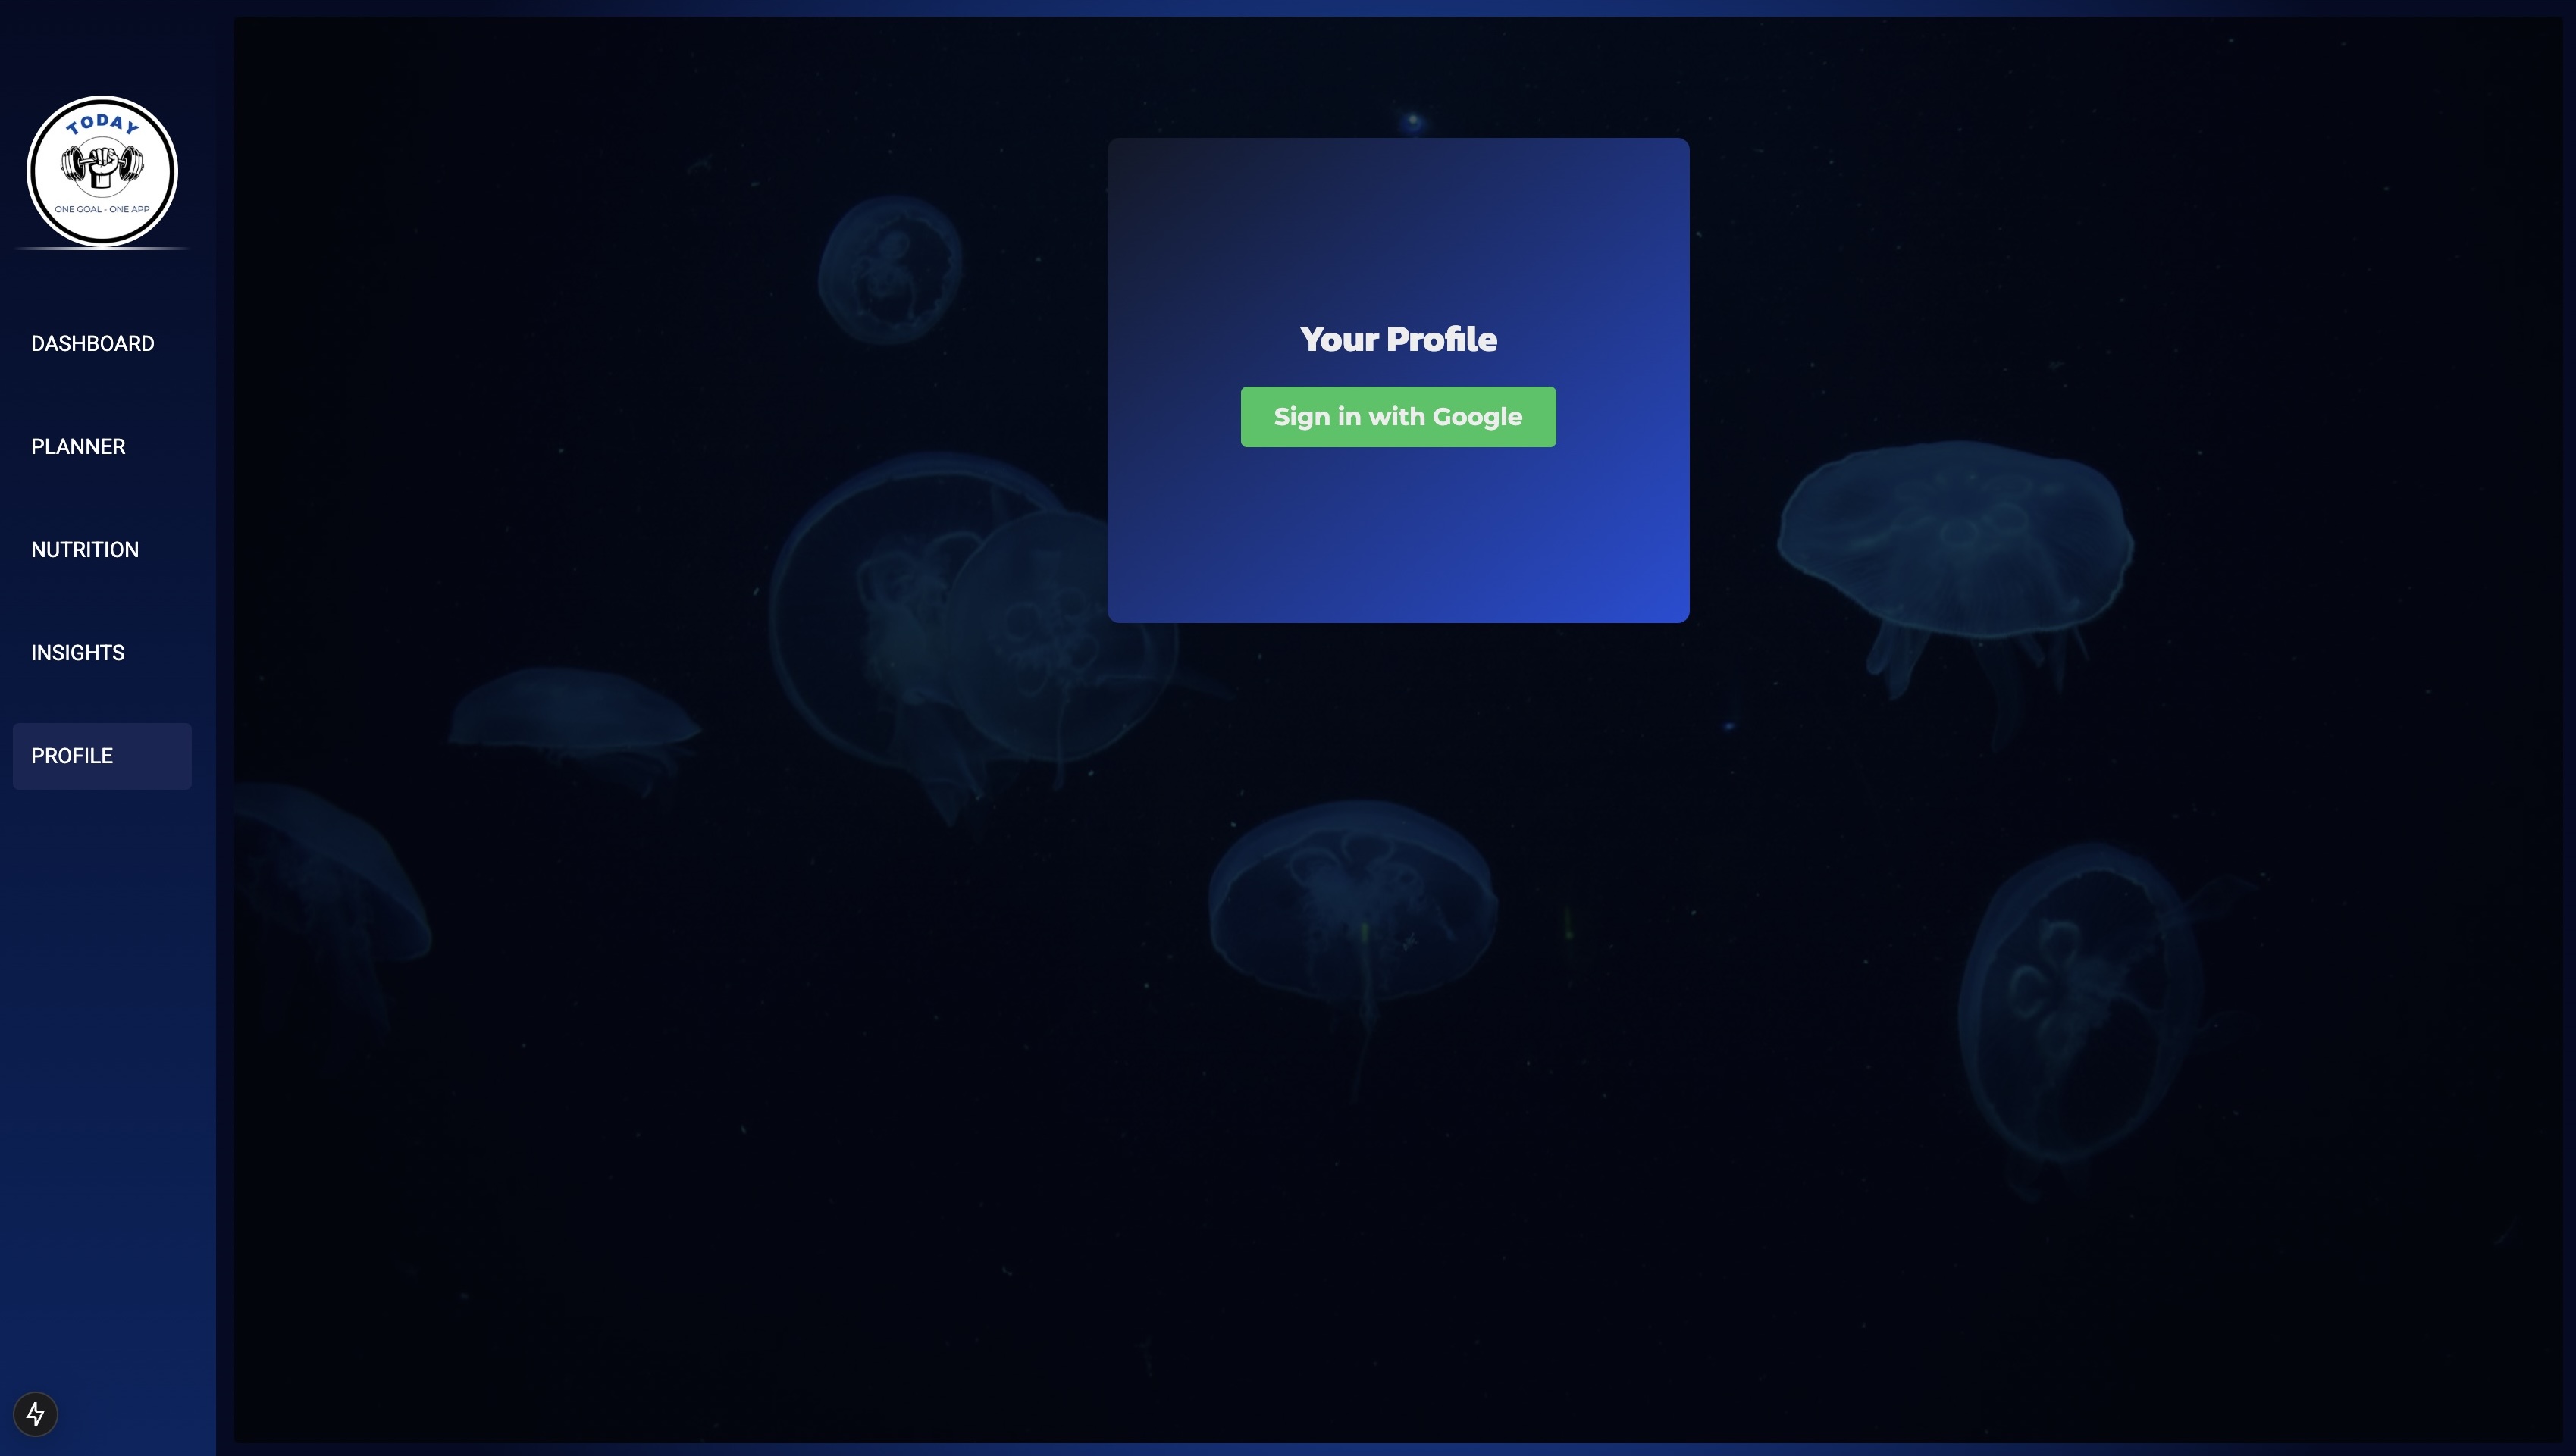 TODAY
ONE GOAL - ONE APP
DASHBOARD
PLANNER
NUTRITION
INSIGHTS
PROFILE
Your Profile
Sign in with Google